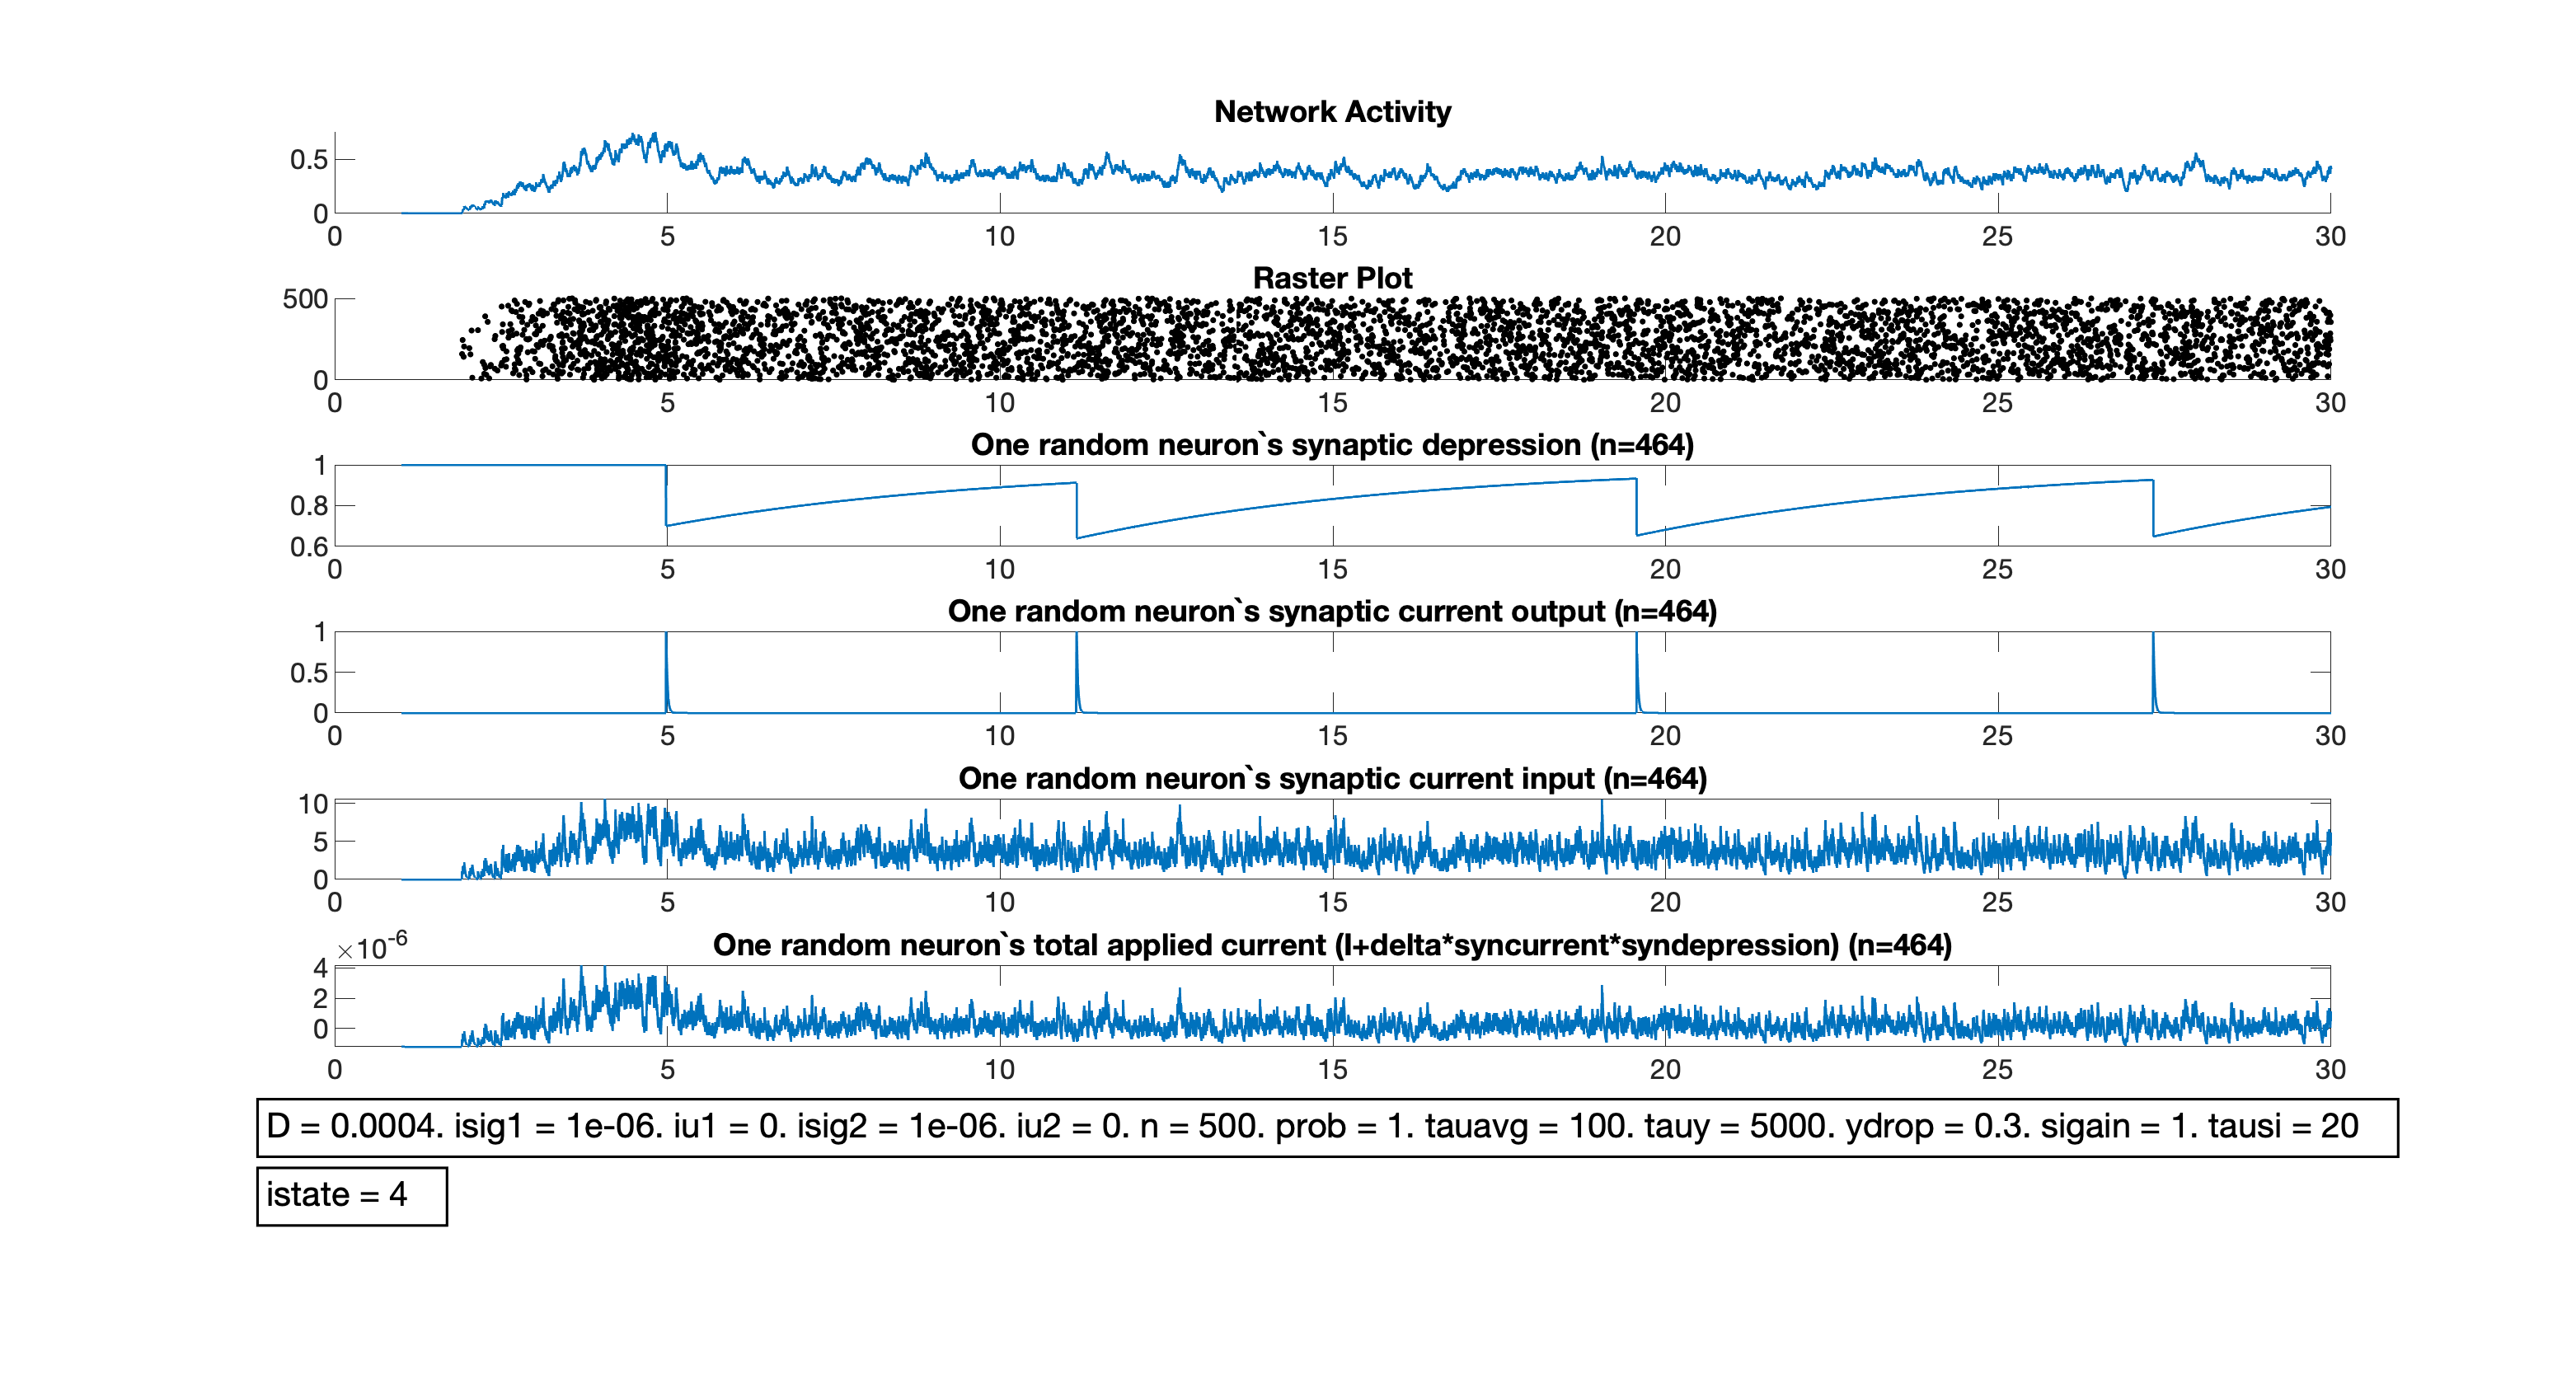 Network Activity
0.5
0
0 5 10 15 20 25 30
Raster Plot
500
0
0 5 10 15 20 25 30
One random neuron`s synaptic depression (n=464)
1
0.8
0.6
0 5 10 15 20 25 30
One random neuron`s synaptic current output (n=464)
1
0.5
0
0 5 10 15 20 25 30
One random neuron`s synaptic current input (n=464)
10
5
0
0 5 10 15 20 25 30
×10-6
One random neuron`s total applied current (I+delta*syncurrent*syndepression) (n=464)
4
2
0
0 5 10 15 20 25 30
D = 0.0004. isig1 = 1e-06. iu1 = 0. isig2 = 1e-06. iu2 = 0. n = 500. prob = 1. tauavg = 100. tauy = 5000. ydrop = 0.3. sigain = 1. tausi = 20
istate = 4